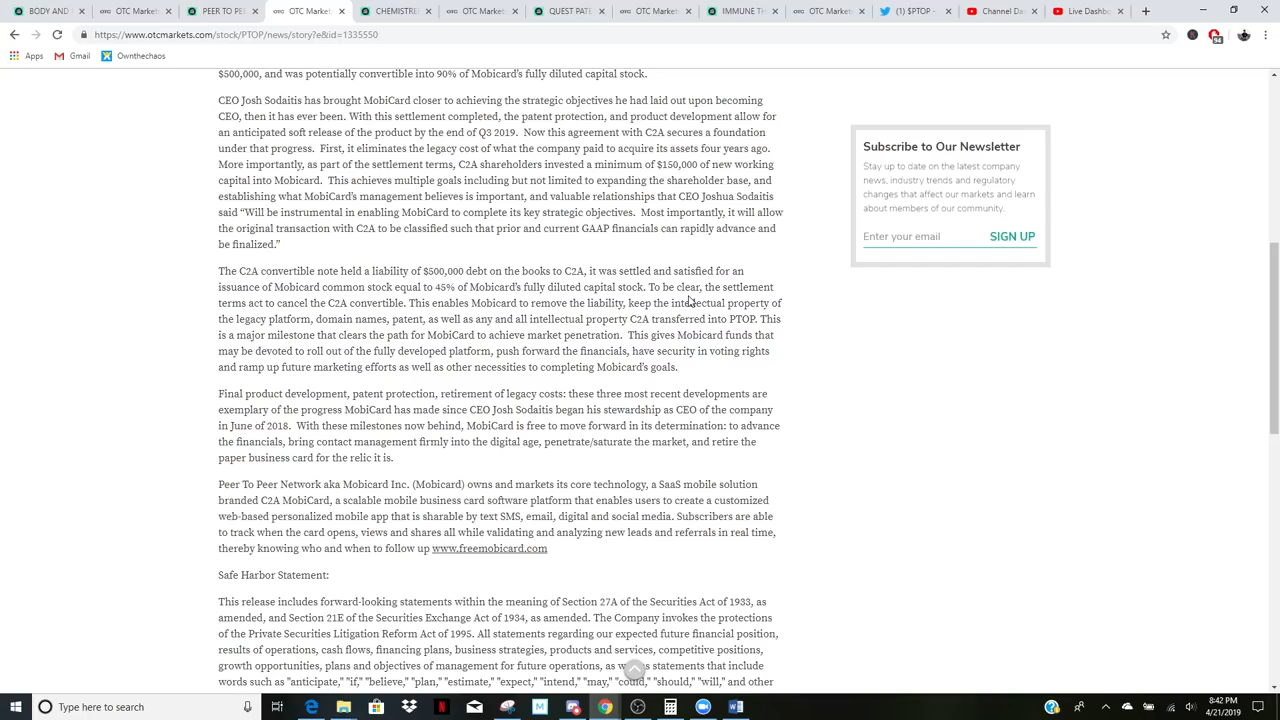 BODY AND
PEER TO PEE
OTC Markets
CHEMISTREE
OTC Marke
QUEST PATE
OTC Marke
IMMUNE TH
OTC Marke
(1) $PTOP -
Channel Da
Live Dashbo
https://www.otcmarkets.com/stock/PTOP/news/story?e&id=1335550
94
Apps
Gmail
Ownthechaos
$500,000, and was potentially convertible into 90% of Mobicard's fully diluted capital stock.
CEO Josh Sodaitis has brought MobiCard closer to achieving the strategic objectives he had laid out upon becoming
CEO, then it has ever been. With this settlement completed, the patent protection, and product development allow for
an anticipated soft release of the product by the end of Q3 2019. Now this agreement with C2A secures a foundation
under that progress. First, it eliminates the legacy cost of what the company paid to acquire its assets four years ago.
More importantly, as part of the settlement terms, C2A shareholders invested a minimum of $150,000 of new working
capital into Mobicard. This achieves multiple goals including but not limited to expanding the shareholder base, and
establishing what MobiCard's management believes is important, and valuable relationships that CEO Joshua Sodaitis
said “Will be instrumental in enabling MobiCard to complete its key strategic objectives. Most importantly, it will allow
the original transaction with C2A to be classified such that prior and current GAAP financials can rapidly advance and
be finalized.”
The C2A convertible note held a liability of $500,000 debt on the books to C2A, it was settled and satisfied for an
issuance of Mobicard common stock equal to 45% of Mobicard's fully diluted capital stock. To be clear, the settlement
terms act to cancel the C2A convertible. This enables Mobicard to remove the liability, keep the intellectual property of
the legacy platform, domain names, patent, as well as any and all intellectual property C2A transferred into PTOP. This
is a major milestone that clears the path for MobiCard to achieve market penetration. This gives Mobicard funds that
may be devoted to roll out of the fully developed platform, push forward the financials, have security in voting rights
and ramp up future marketing efforts as well as other necessities to completing Mobicard's goals.
Final product development, patent protection, retirement of legacy costs: these three most recent developments are
exemplary of the progress MobiCard has made since CEO Josh Sodaitis began his stewardship as CEO of the company
in June of 2018. With these milestones now behind, MobiCard is free to move forward in its determination: to advance
the financials, bring contact management firmly into the digital age, penetrate/saturate the market, and retire the
paper business card for the relic it is.
Peer To Peer Network aka Mobicard Inc. (Mobicard) owns and markets its core technology, a SaaS mobile solution
branded C2A MobiCard, a scalable mobile business card software platform that enables users to create a customized
web-based personalized mobile app that is sharable by text SMS, email, digital and social media. Subscribers are able
to track when the card opens, views and shares all while validating and analyzing new leads and referrals in real time,
thereby knowing who and when to follow up www.freemobicard.com
Safe Harbor Statement:
This release includes forward-looking statements within the meaning of Section 27A of the Securities Act of 1933, as
amended, and Section 21E of the Securities Exchange Act of 1934, as amended. The Company invokes the protections
of the Private Securities Litigation Reform Act of 1995. All statements regarding our expected future financial position,
results of operations, cash flows, financing plans, business strategies, products and services, competitive positions,
growth opportunities, plans and objectives of management for future operations, as well as statements that include
words such as "anticipate," "if," "believe," "plan," "estimate," "expect," "intend," "may," "could," "should," "will," and other
Subscribe to Our Newsletter
Stay up to date on the latest company
news, industry trends and regulatory
changes that affect our markets and learn
about members of our community.
Enter your email SIGN UP
Type here to search
8:42 PM
4/21/2019